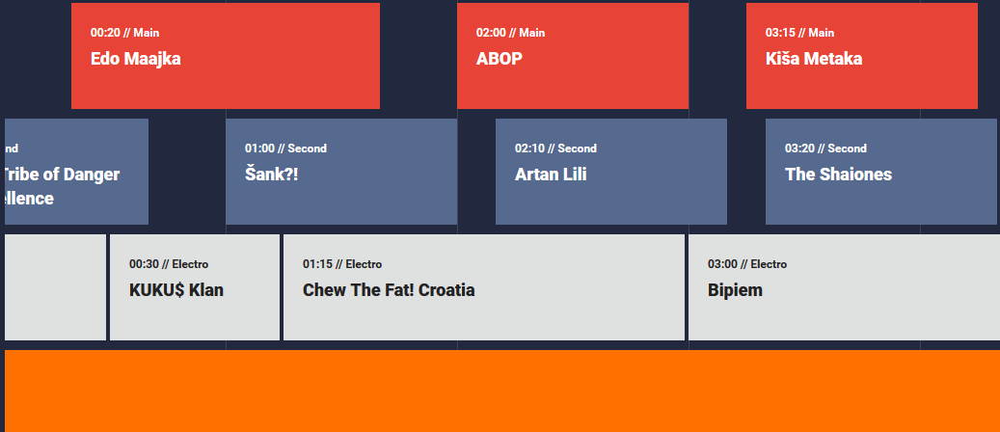 00:20 // Main
Edo Maajka
02:00 // Main
ABOP
03:15 // Main
Kiša Metaka
nd
Tribe of Danger
ellence
01:00 // Second
Šank?!
02:10 // Second
Artan Lili
03:20 // Second
The Shaiones
00:30 // Electro
KUKU$ Klan
01:15 // Electro
Chew The Fat! Croatia
03:00 // Electro
Bipiem